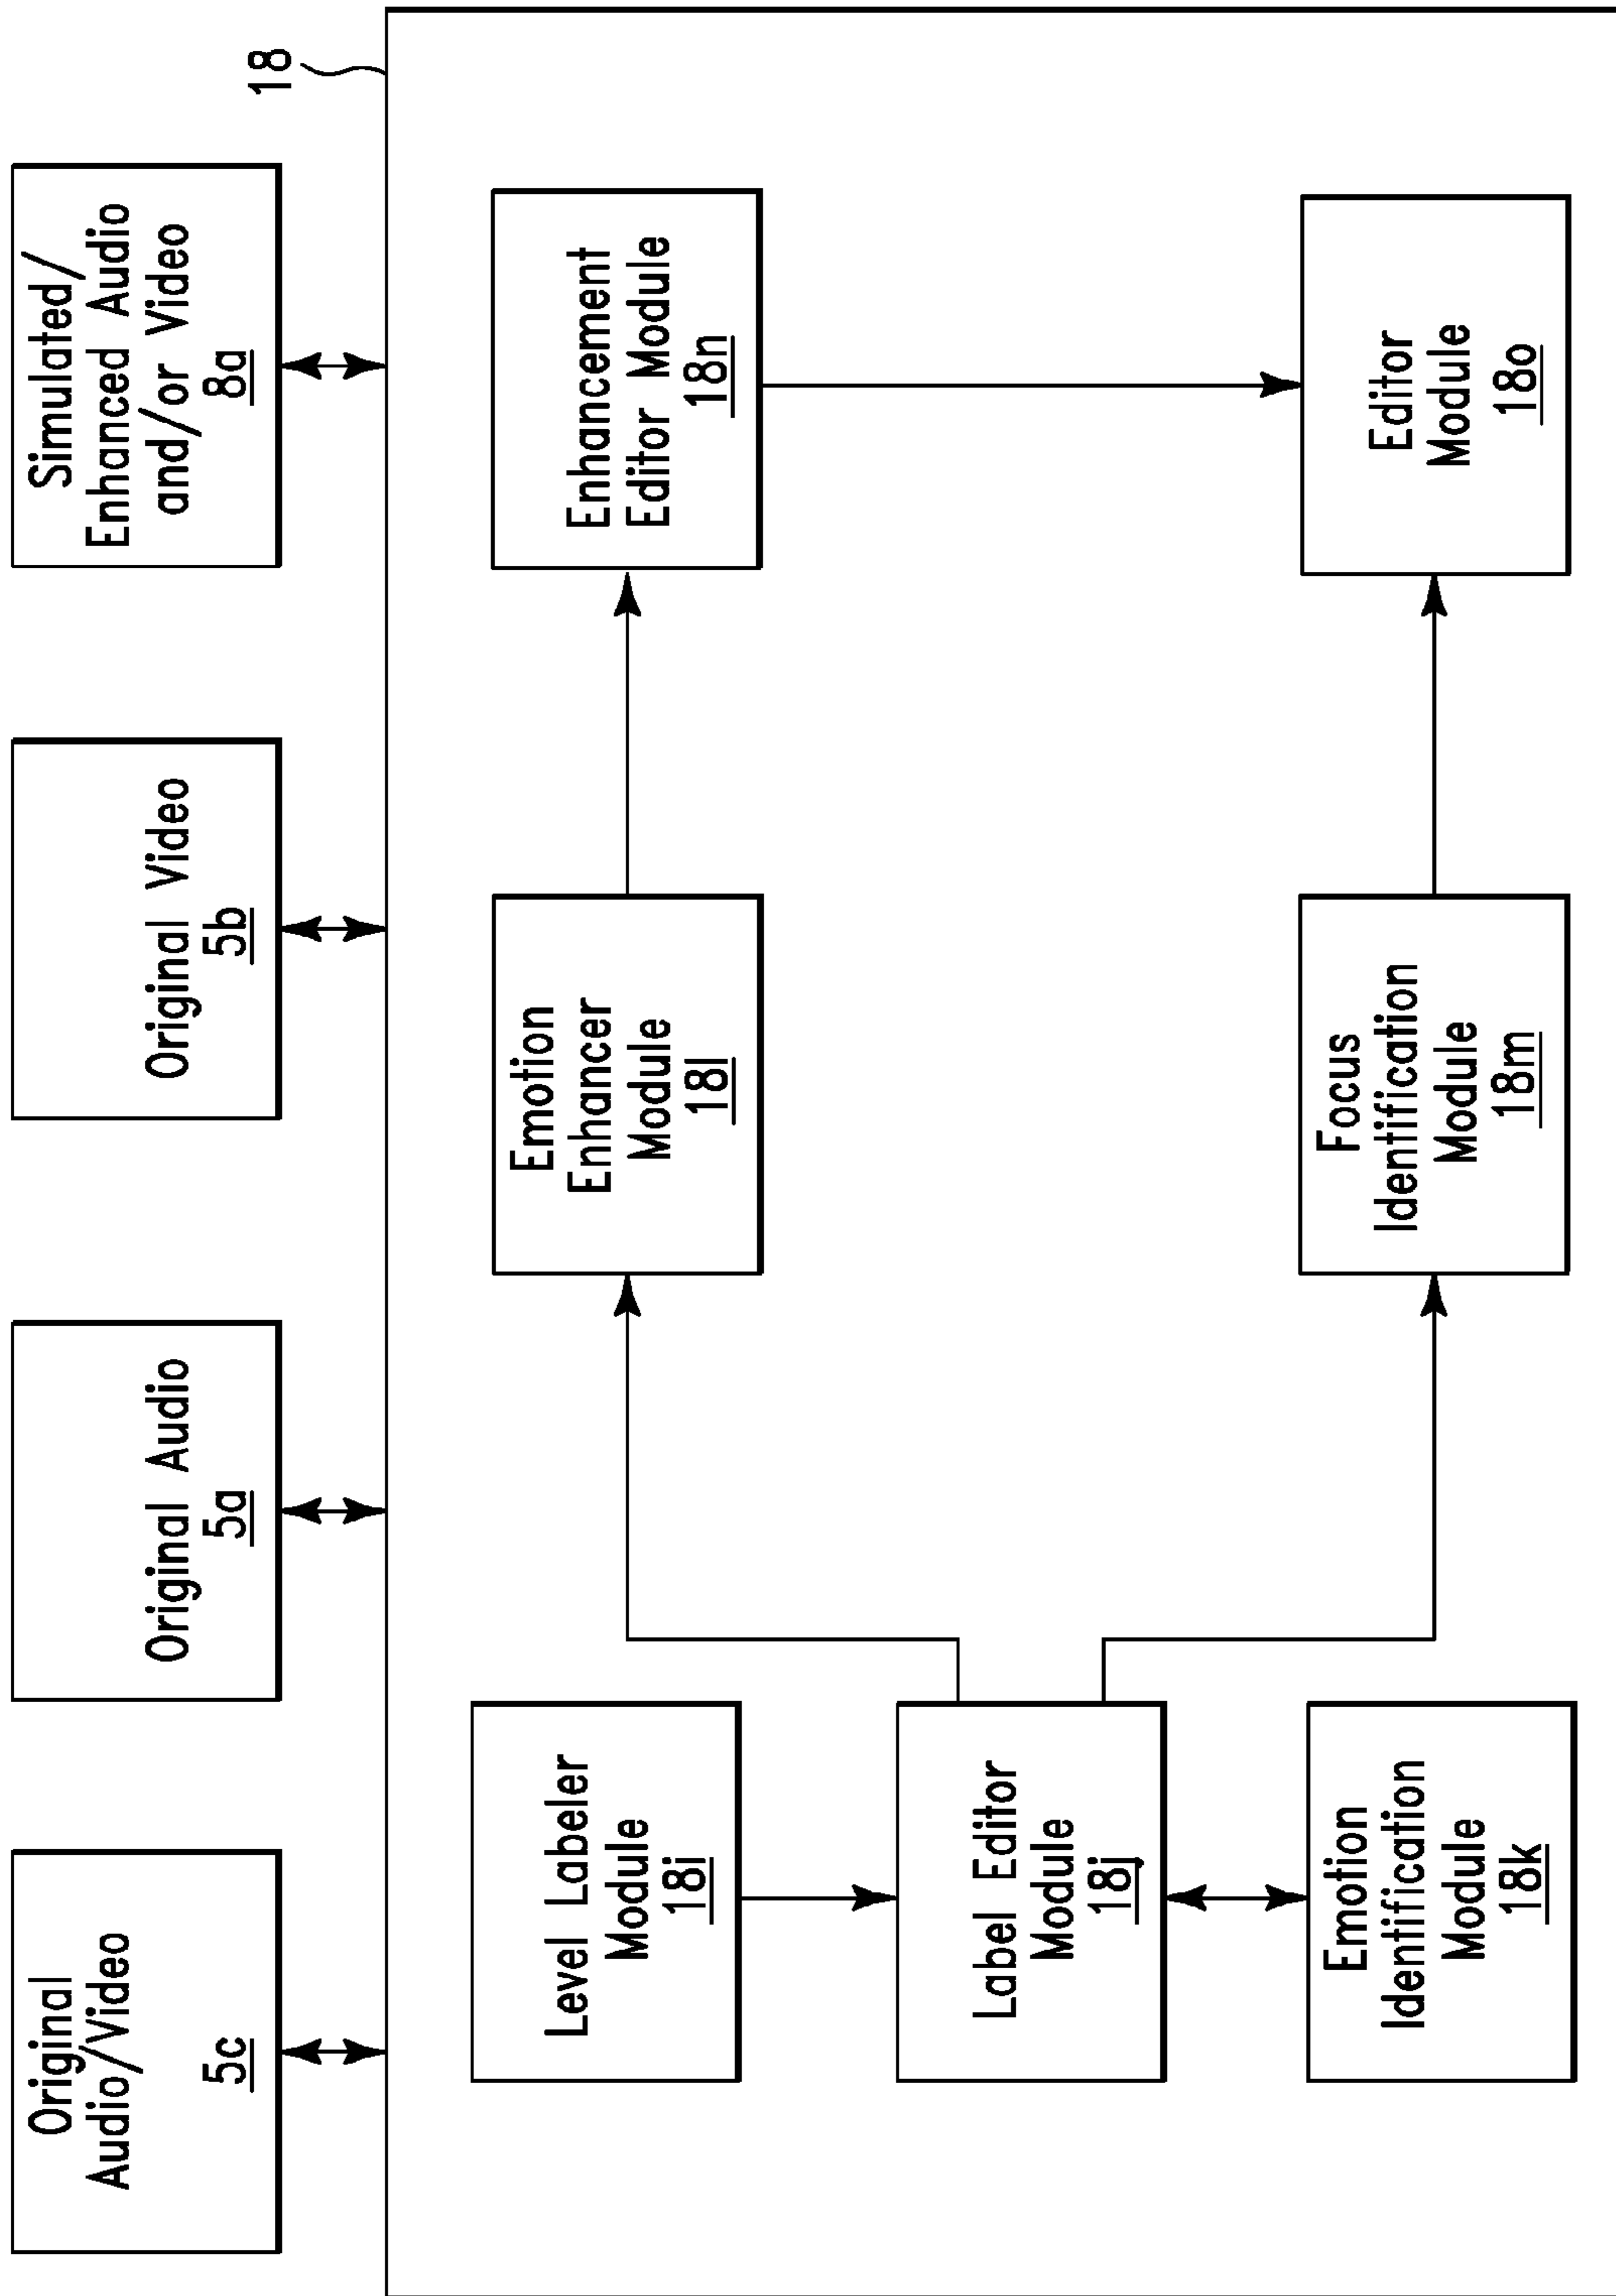 Original
Audio/Video
5c
Original Audio
5a
Original Video
5b
Simulated/
Enhanced Audio
and/or Video
8a
18
Level Labeler
Module
18i
Label Editor
Module
18j
Emotion
Identification
Module
18k
Emotion
Enhancer
Module
18l
Focus
Identification
Module
18m
Enhancement
Editor Module
18n
Editor
Module
18o